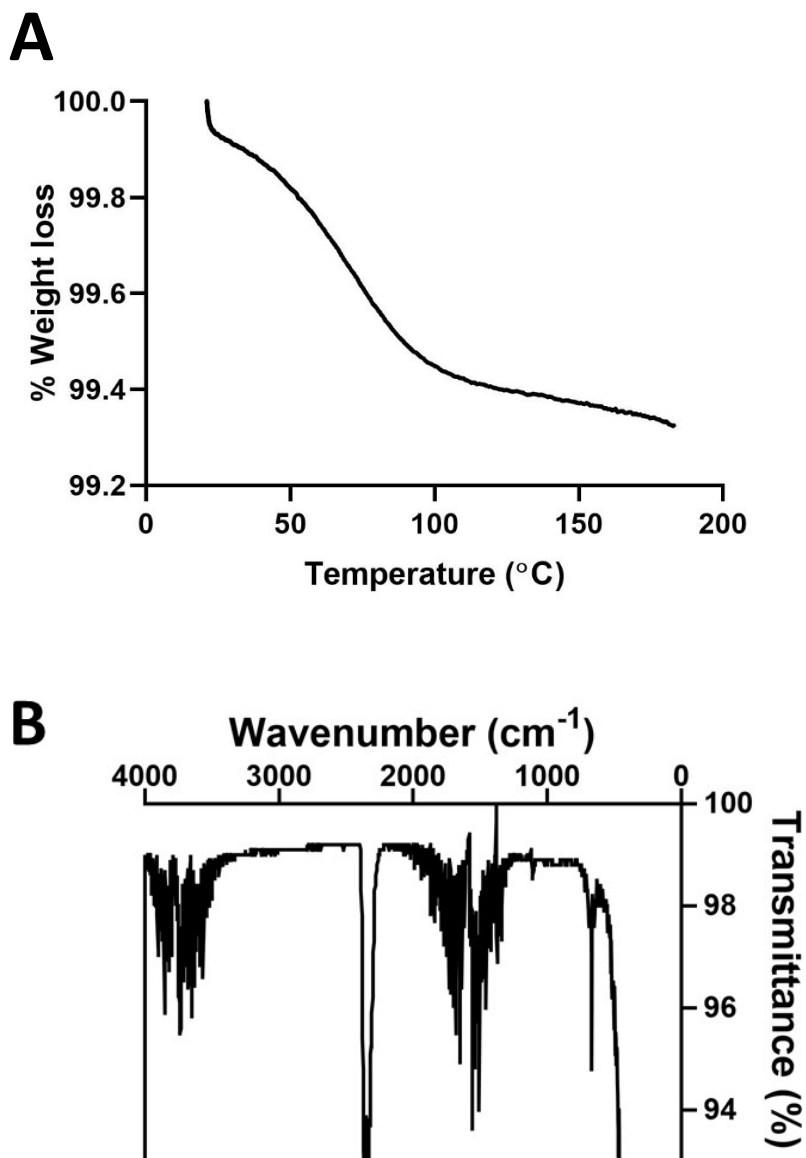 A
100.0
99.8
99.6
99.4
99.2
% Weight loss
0 50 100 150 200
Temperature (°C)
B
Wavenumber (cm-1)
4000 3000 2000 1000 0
100
98
96
94
Transmittance (%)